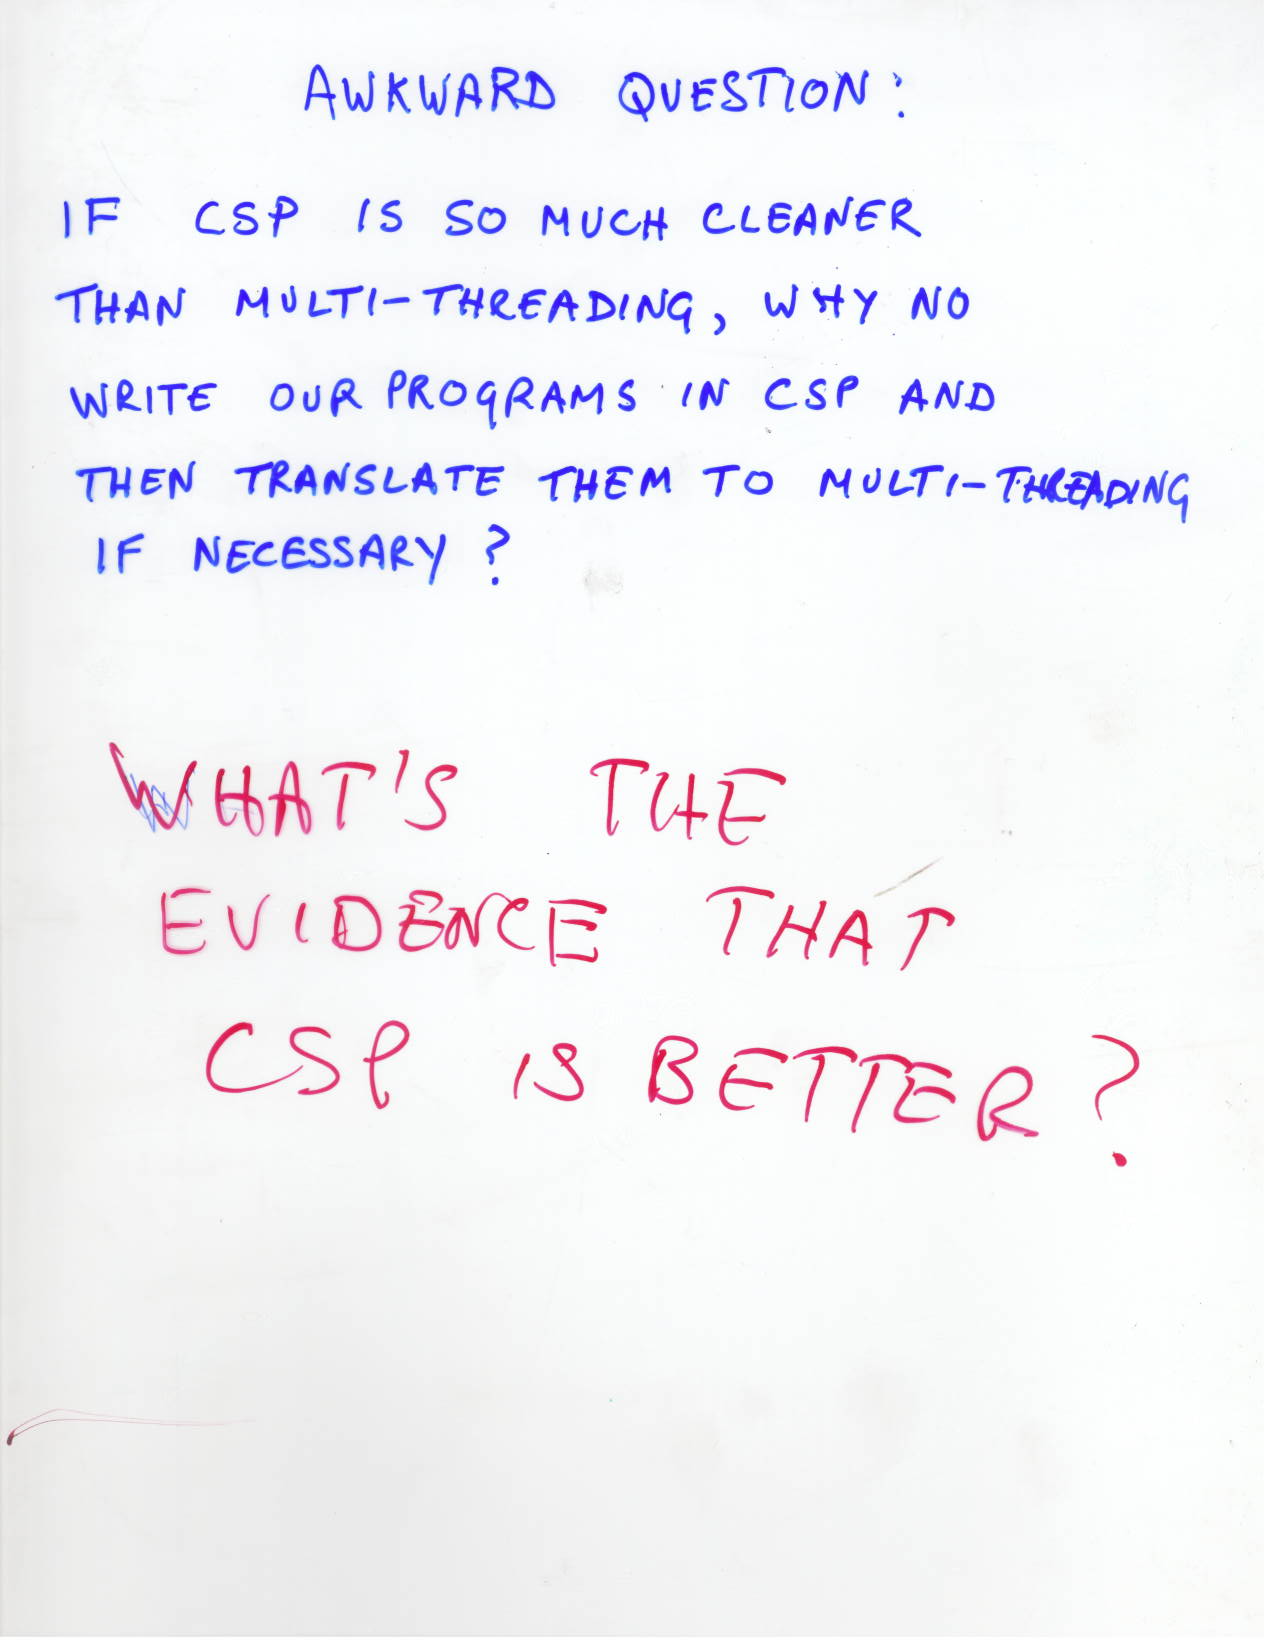 AWKWARD QUESTION:
IF CSP IS SO MUCH CLEANER
THAN MULTI-THREADING, WHY NO
WRITE OUR PROGRAMS IN CSP AND
THEN TRANSLATE THEM TO MULTI-THREADING
IF NECESSARY?
WHAT'S THE
EVIDENCE THAT
CSP IS BETTER?